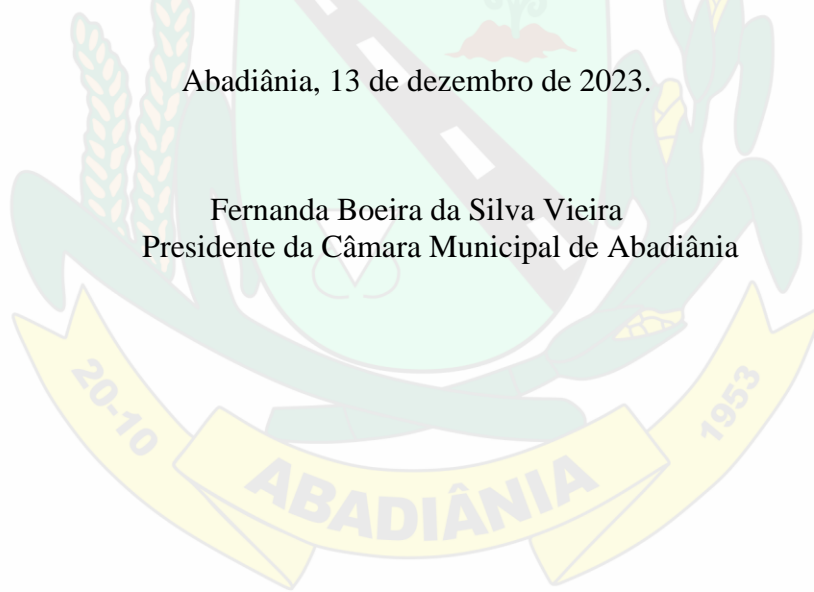 Abadiânia, 13 de dezembro de 2023.
Fernanda Boeira da Silva Vieira
Presidente da Câmara Municipal de Abadiânia
20-10
1953
ABADIÂNIA